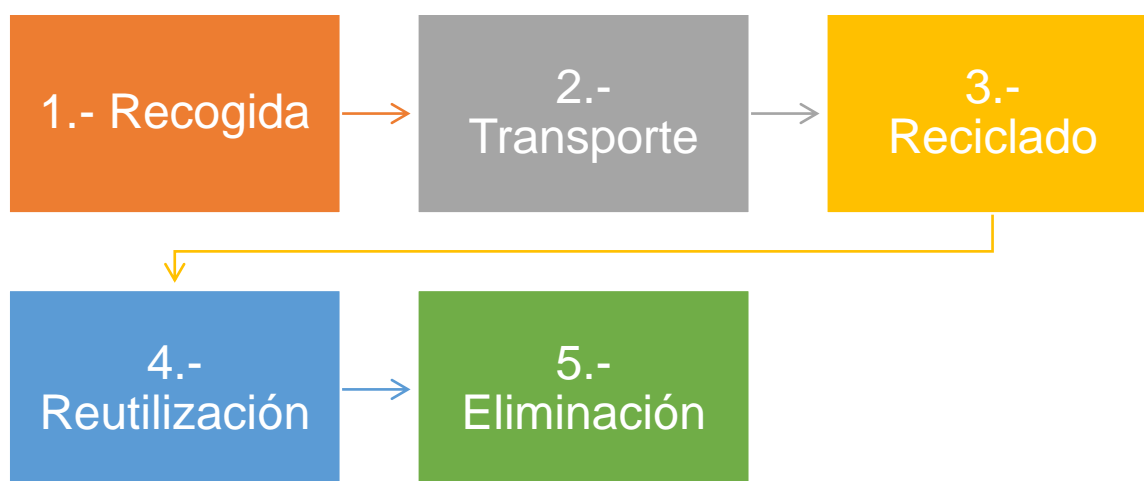 1.- Recogida
2.-
Transporte
3.-
Reciclado
4.-
Reutilización
5.-
Eliminación